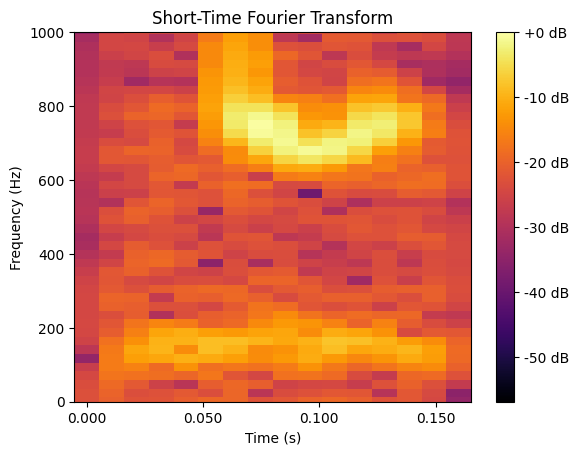 Short-Time Fourier Transform
1000
800
600
400
200
0
Frequency (Hz)
0.000
0.050
0.100
0.150
Time (s)
+0 dB
-10 dB
-20 dB
-30 dB
-40 dB
-50 dB